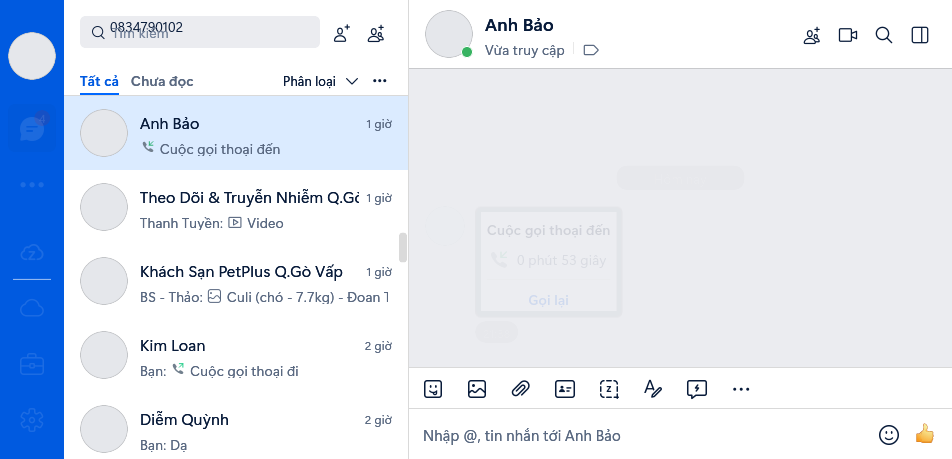 0834790102
Tìm kiếm
Tất cả Chưa đọc Phân loại
Anh Bảo 1 giờ
Cuộc gọi thoại đến
Theo Dõi & Truyền Nhiễm Q.Gò 1 giờ
Thanh Tuyền: Video
Khách Sạn PetPlus Q.Gò Vấp 1 giờ
BS - Thảo: Culi (chó - 7.7kg) - Đoan T
Kim Loan 2 giờ
Bạn: Cuộc gọi thoại đi
Diễm Quỳnh 2 giờ
Bạn: Dạ
Anh Bảo
Vừa truy cập
Cuộc gọi thoại đến
0 phút 53 giây
Gọi lại
Nhập @, tin nhắn tới Anh Bảo